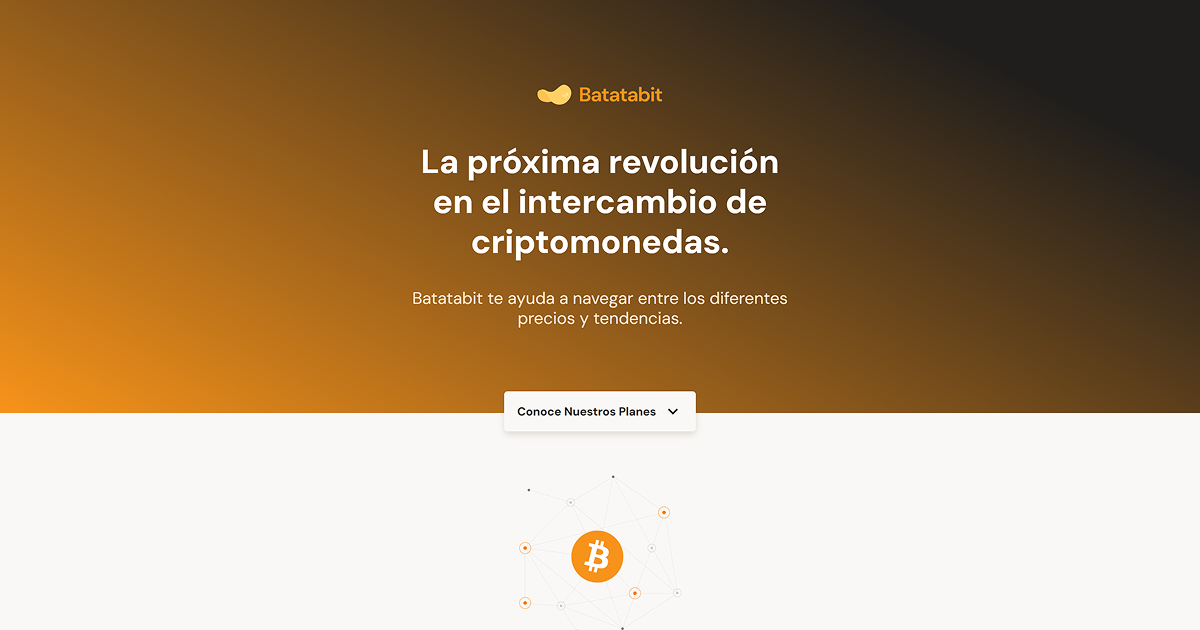 Batatabit
La próxima revolución
en el intercambio de
criptomonedas.
Batatabit te ayuda a navegar entre los diferentes
precios y tendencias.
Conoce Nuestros Planes